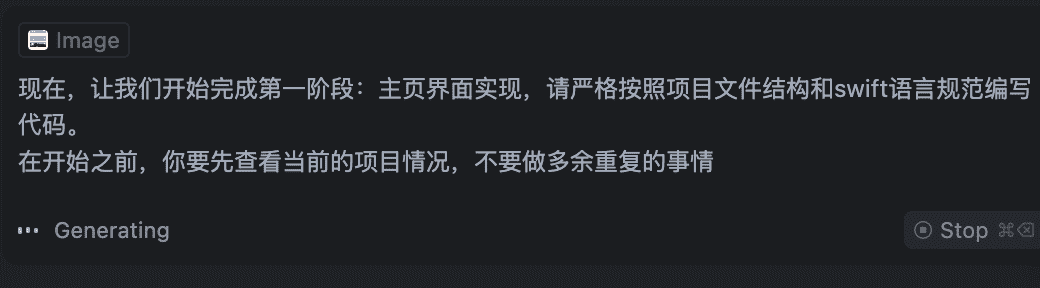 Image
现在，让我们开始完成第一阶段：主页界面实现，请严格按照项目文件结构和swift语言规范编写
代码。
在开始之前，你要先查看当前的项目情况，不要做多余重复的事情
Generating
Stop ⌘⌫